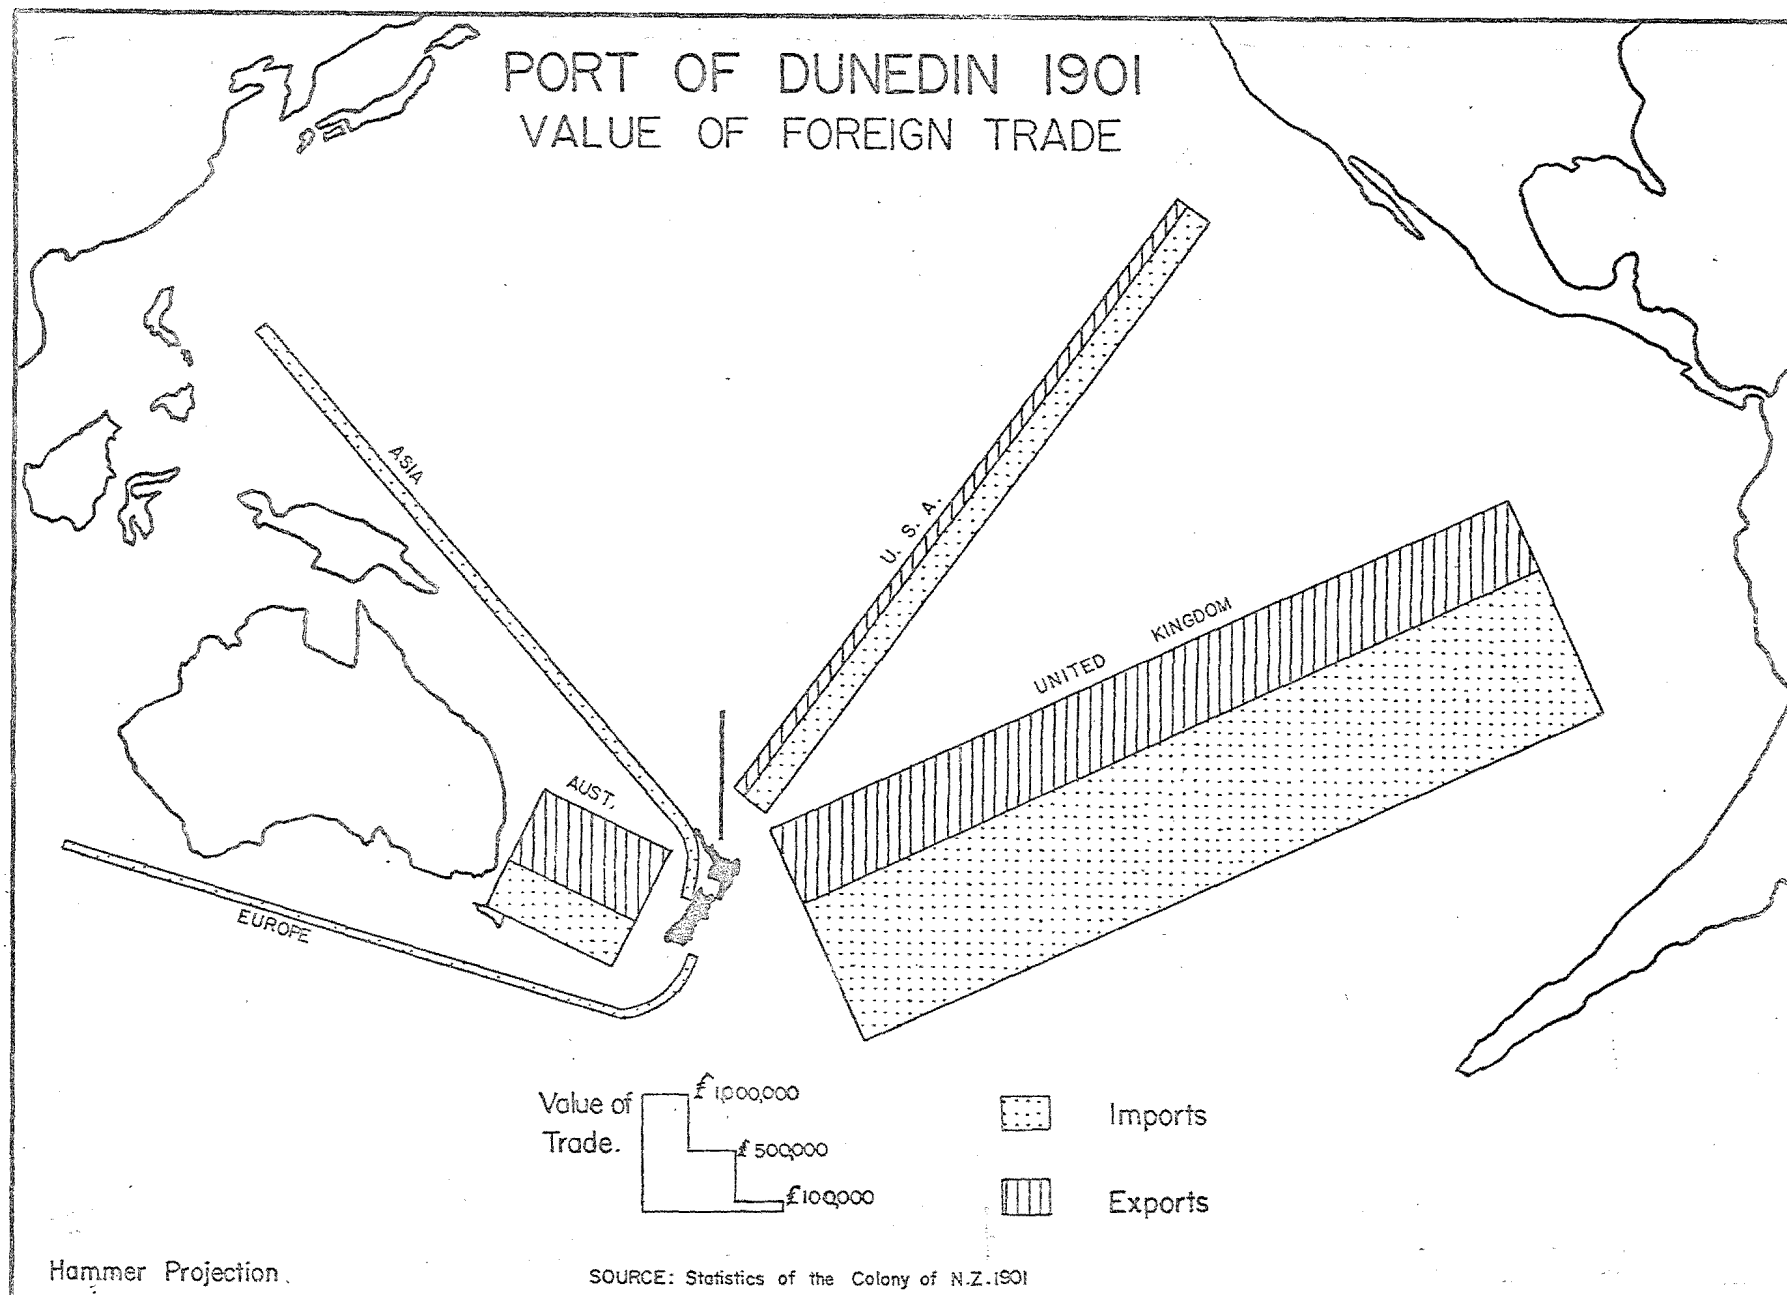 PORT OF DUNEDIN 1901
VALUE OF FOREIGN TRADE
ASIA
U. S. A.
UNITED KINGDOM
AUST.
EUROPE
Value of
Trade.
£1,000,000
£500,000
£100,000
Imports
Exports
Hammer Projection.
SOURCE: Statistics of the Colony of N.Z. 1901